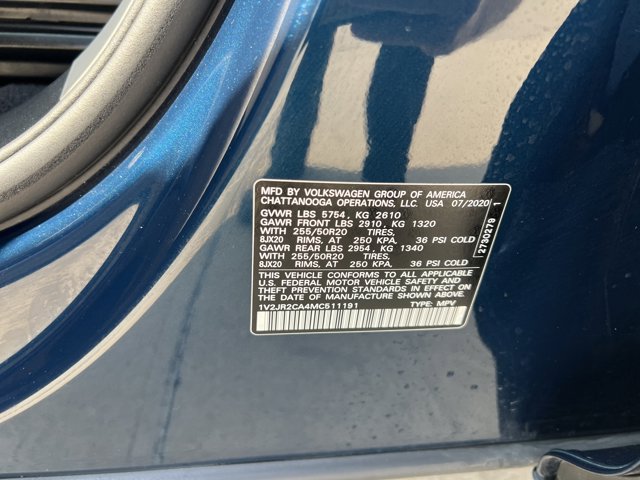 MFD BY VOLKSWAGEN GROUP OF AMERICA
CHATTANOOGA OPERATIONS, LLC. USA 07/2020
GVWR LBS 5754 , KG 2610
GAWR FRONT LBS 2910 , KG 1320
WITH 255/50R20 TIRES,
8JX20 RIMS, AT 250 KPA, 36 PSI COLD
GAWR REAR LBS 2954 , KG 1340
WITH 255/50R20 TIRES,
8JX20 RIMS, AT 250 KPA, 36 PSI COLD
THIS VEHICLE CONFORMS TO ALL APPLICABLE
U.S. FEDERAL MOTOR VEHICLE SAFETY AND
THEFT PREVENTION STANDARDS IN EFFECT ON
THE DATE OF MANUFACTURE SHOWN ABOVE
1V2JR2CA4MC511191 TYPE: MPV
2730279 1